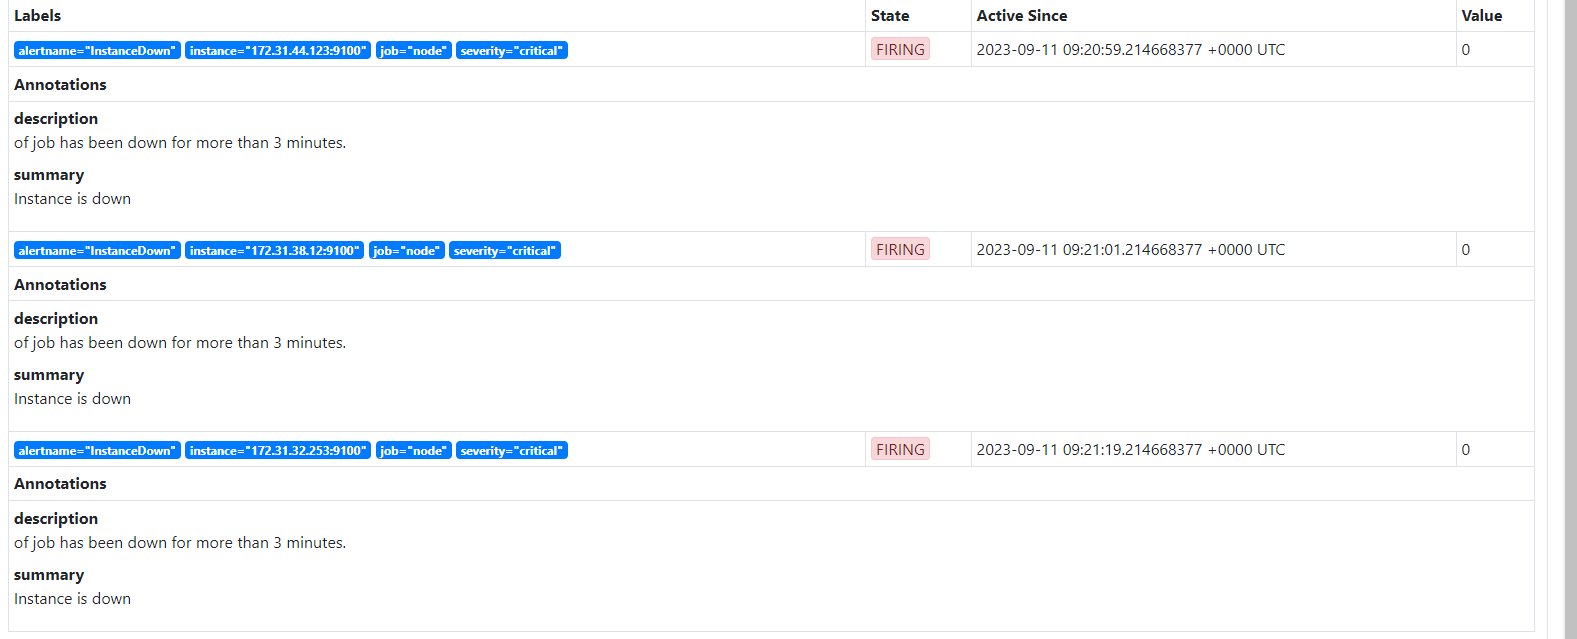 Labels State Active Since Value
alertname="InstanceDown" instance="172.31.44.123:9100" job="node" severity="critical" FIRING 2023-09-11 09:20:59.214668377 +0000 UTC 0
Annotations
description
of job has been down for more than 3 minutes.
summary
Instance is down
alertname="InstanceDown" instance="172.31.38.12:9100" job="node" severity="critical" FIRING 2023-09-11 09:21:01.214668377 +0000 UTC 0
Annotations
description
of job has been down for more than 3 minutes.
summary
Instance is down
alertname="InstanceDown" instance="172.31.32.253:9100" job="node" severity="critical" FIRING 2023-09-11 09:21:19.214668377 +0000 UTC 0
Annotations
description
of job has been down for more than 3 minutes.
summary
Instance is down